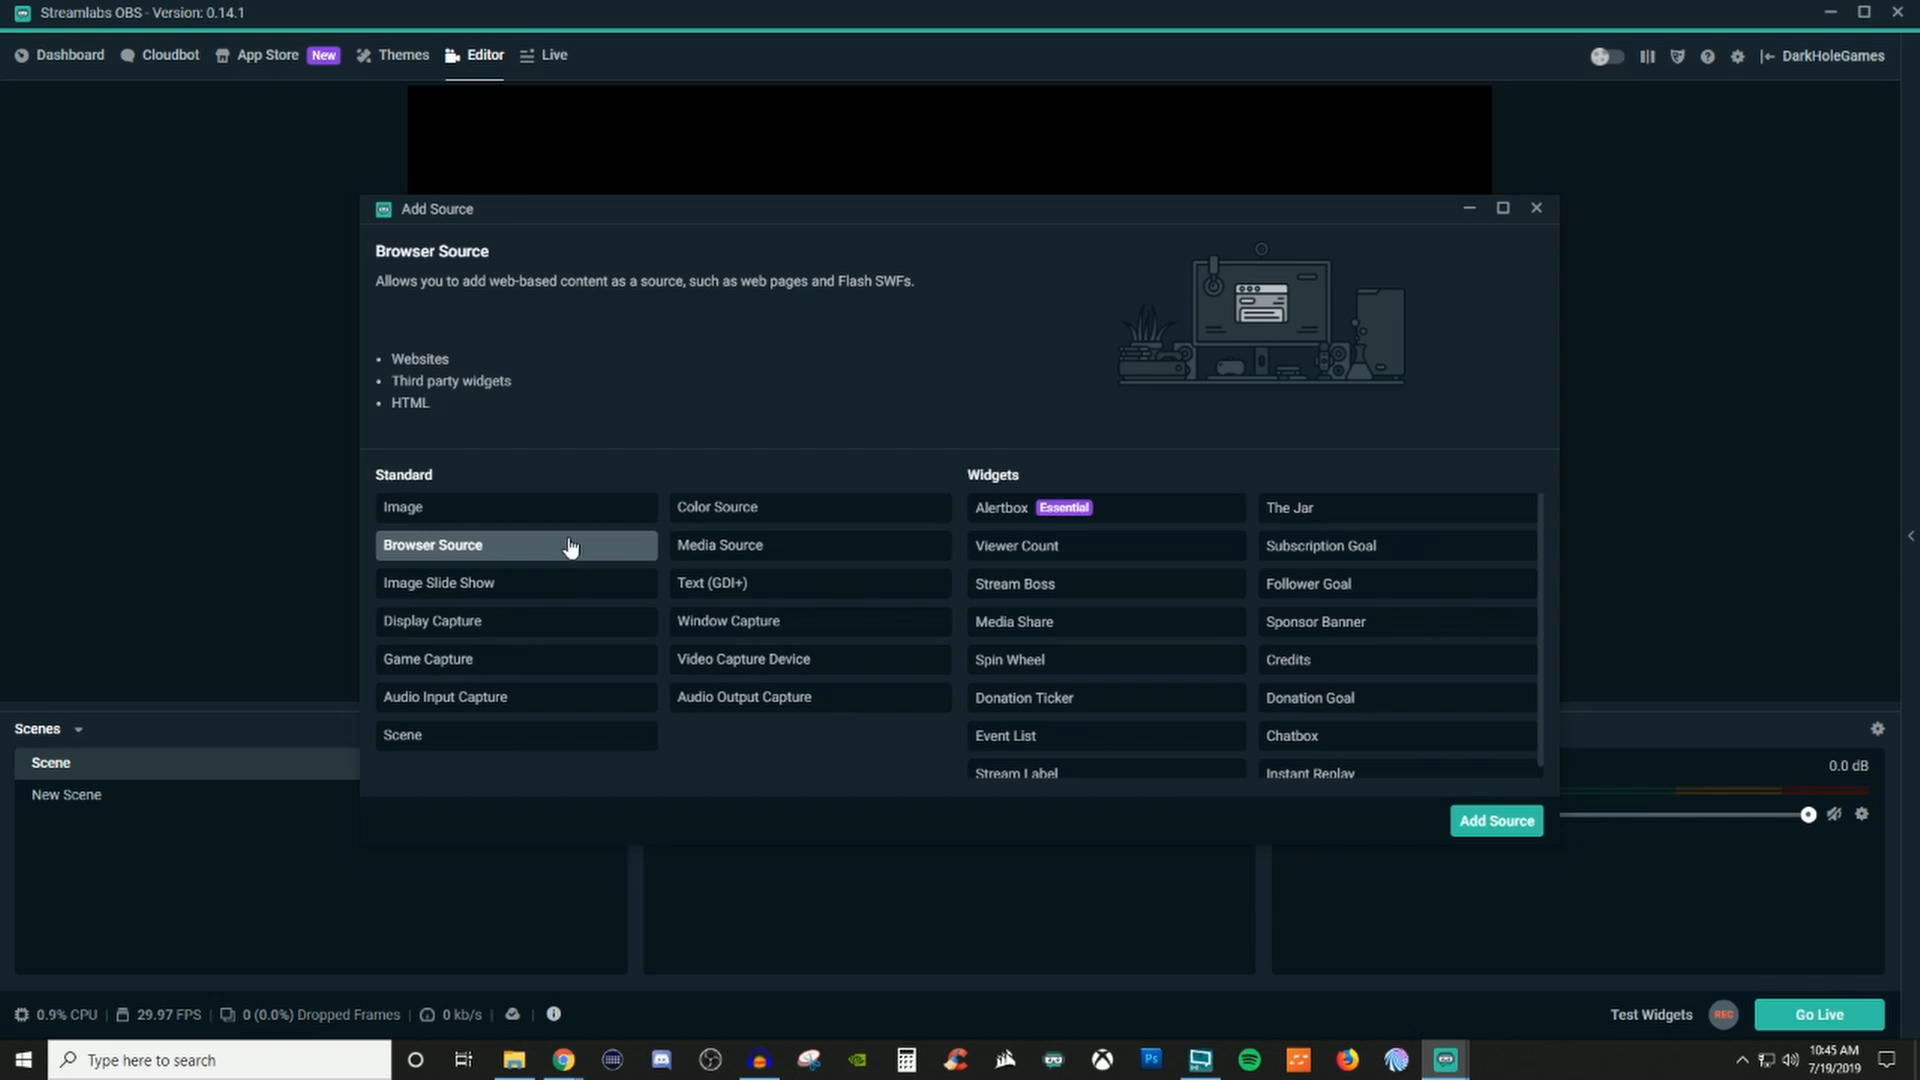 Streamlabs OBS - Version: 0.14.1
Dashboard Cloudbot App Store New Themes Editor Live DarkHoleGames
Add Source
Browser Source
Allows you to add web-based content as a source, such as web pages and Flash SWFs.
• Websites
• Third party widgets
• HTML
Standard
Image Color Source
Browser Source Media Source
Image Slide Show Text (GDI+)
Display Capture Window Capture
Game Capture Video Capture Device
Audio Input Capture Audio Output Capture
Scene
Widgets
Alertbox Essential The Jar
Viewer Count Subscription Goal
Stream Boss Follower Goal
Media Share Sponsor Banner
Spin Wheel Credits
Donation Ticker Donation Goal
Event List Chatbox
Stream Label Instant Replay
Add Source
Scenes
Scene
New Scene
0.0 dB
0.9% CPU 29.97 FPS 0 (0.0%) Dropped Frames 0 kb/s
Test Widgets REC Go Live
Type here to search
Ps
10:45 AM
7/19/2019